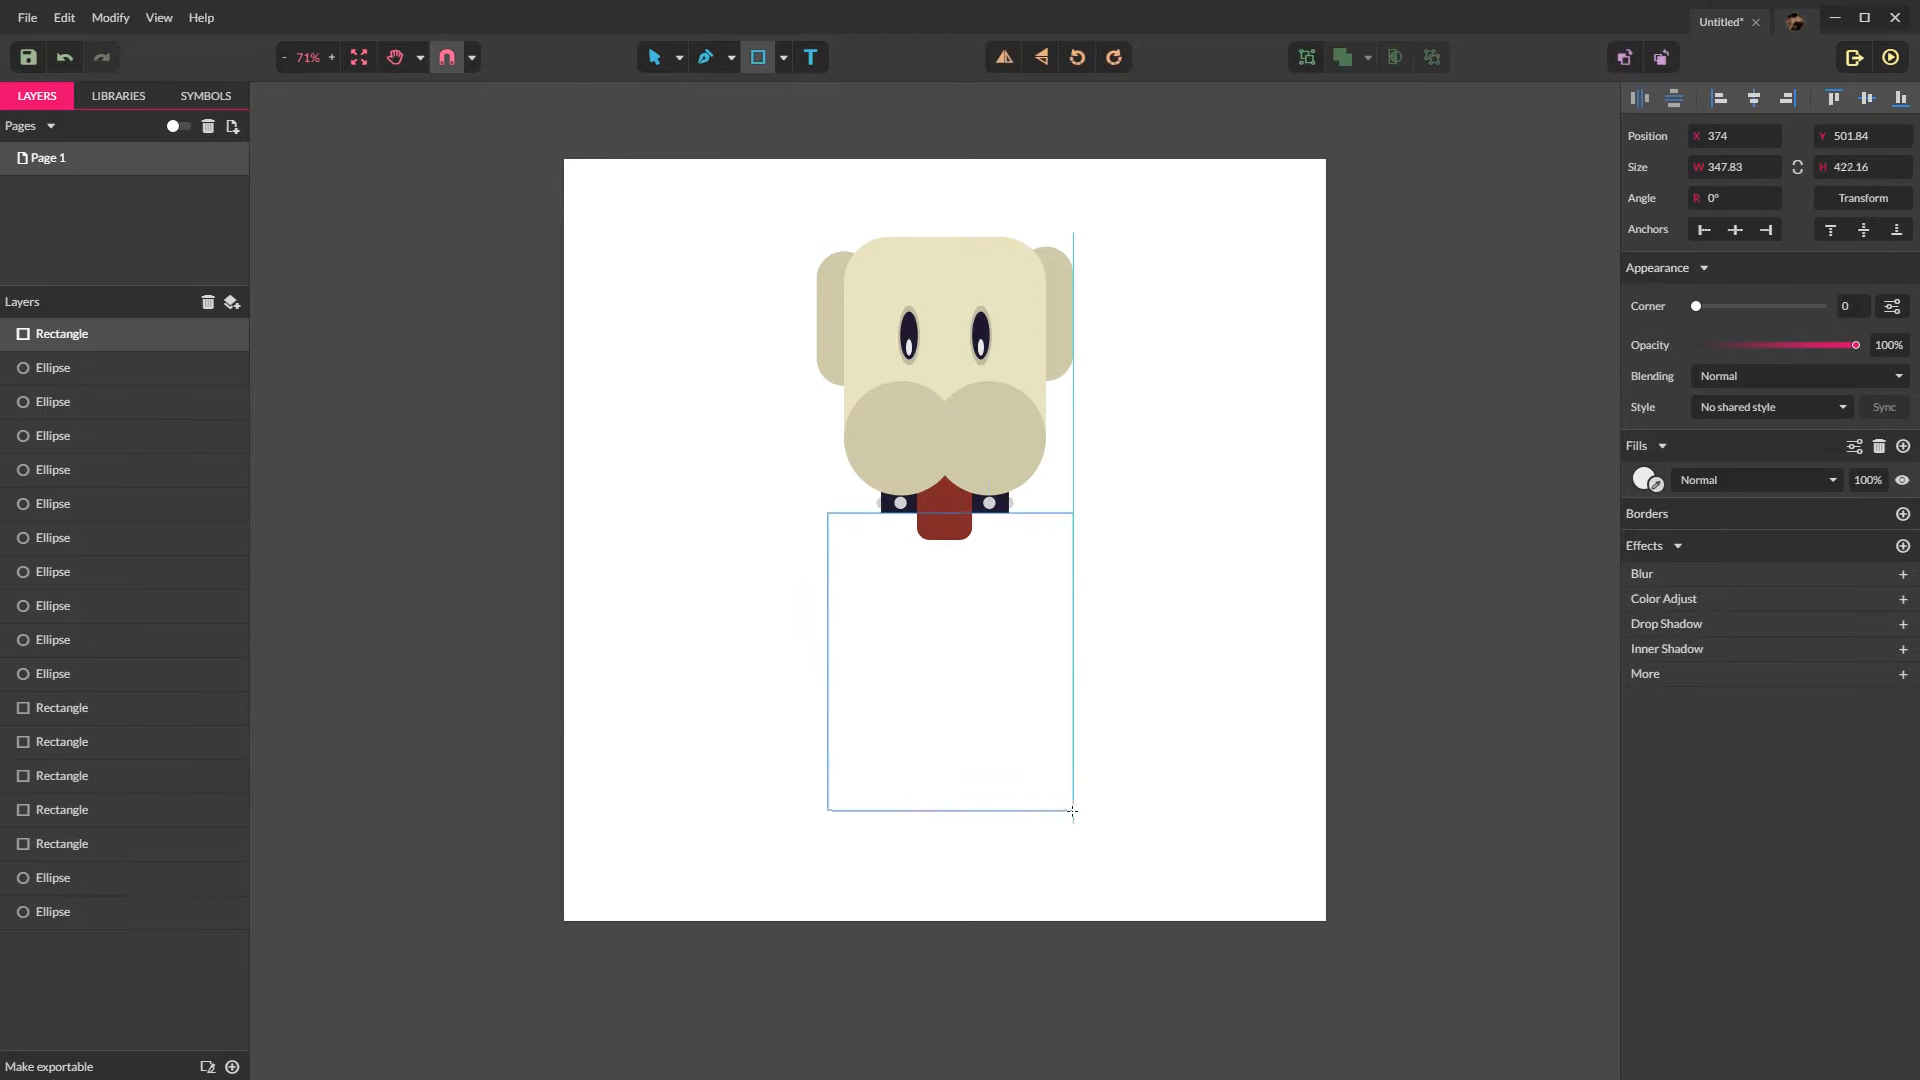 File Edit Modify View Help
Untitled*
- 71% +
T
LAYERS LIBRARIES SYMBOLS
Pages
Page 1
Layers
Rectangle
Ellipse
Ellipse
Ellipse
Ellipse
Ellipse
Ellipse
Ellipse
Ellipse
Ellipse
Ellipse
Rectangle
Rectangle
Rectangle
Rectangle
Rectangle
Ellipse
Ellipse
Make exportable
Position X 374 Y 501.84
Size W 347.83 H 422.16
Angle R 0° Transform
Anchors
Appearance
Corner 0
Opacity 100%
Blending Normal
Style No shared style Sync
Fills
Normal 100%
Borders
Effects
Blur +
Color Adjust +
Drop Shadow +
Inner Shadow +
More +